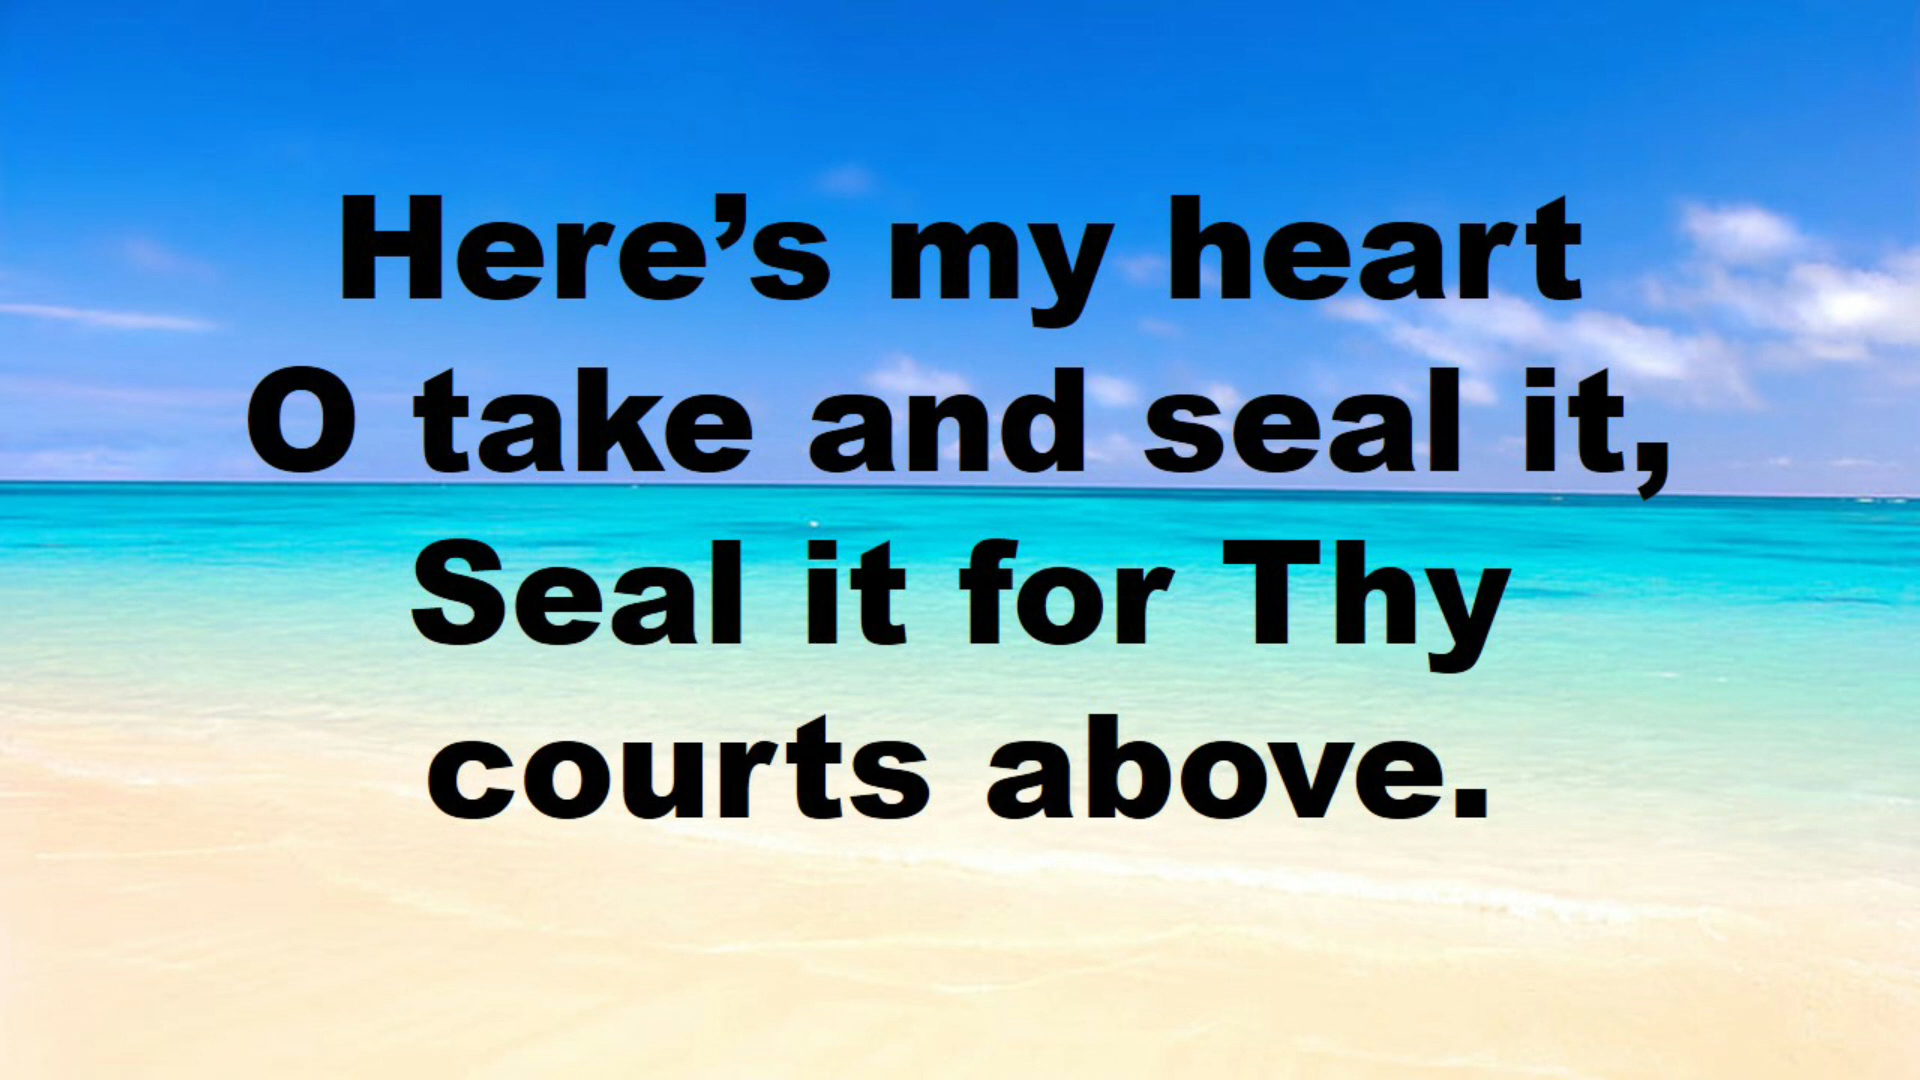 Here’s my heart
O take and seal it,
Seal it for Thy
courts above.